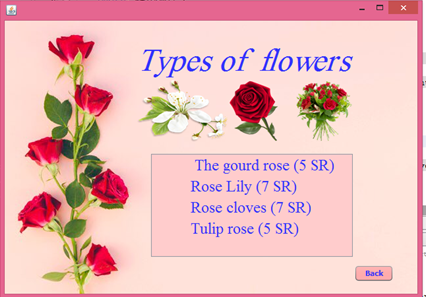 Types of flowers
The gourd rose (5 SR)
Rose Lily (7 SR)
Rose cloves (7 SR)
Tulip rose (5 SR)
Back